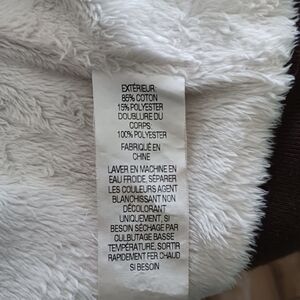 EXTÉRIEUR
85% COTON
15% POLYESTER
DOUBLURE DU
CORPS
100% POLYESTER
FABRIQUÉ EN
CHINE
LAVER EN MACHINE EN
EAU FROIDE, SÉPARER
LES COULEURS AGENT
BLANCHISSANT NON
DÉCOLORANT
UNIQUEMENT, SI
BESOIN SÉCHAGE PAR
CULBUTAGE BASSE
TEMPÉRATURE, SORTIR
RAPIDEMENT FER CHAUD
SI BESOIN